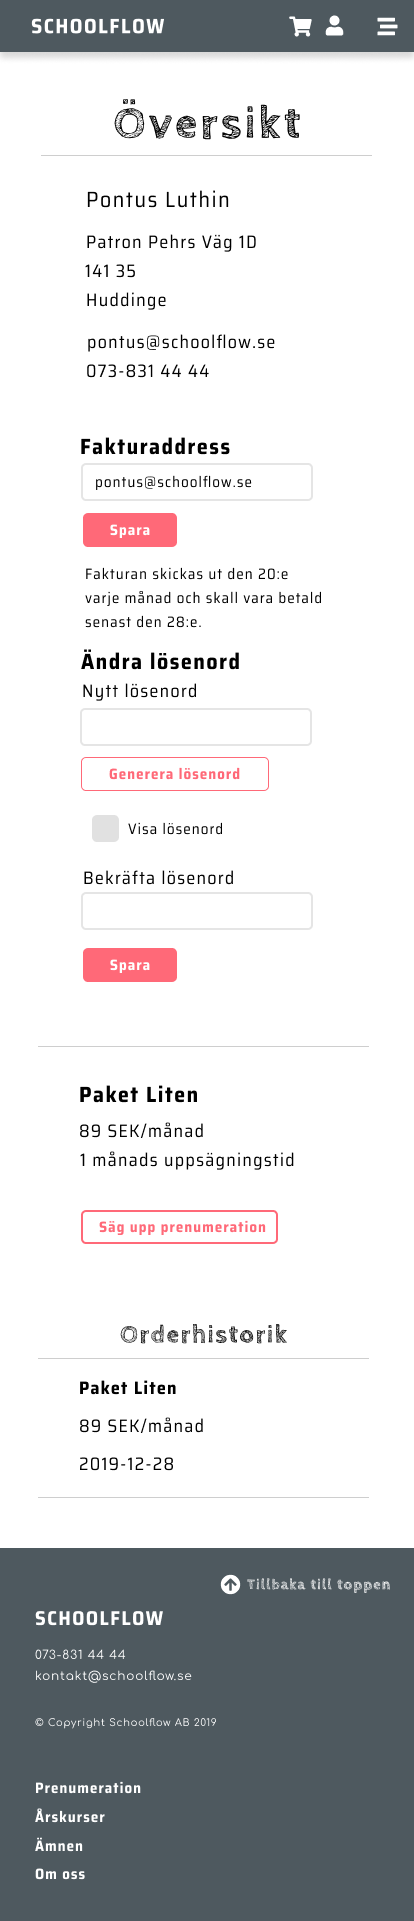 SCHOOLFLOW
Översikt
Pontus Luthin
Patron Pehrs Väg 1D
141 35
Huddinge
pontus@schoolflow.se
073-831 44 44
Fakturaddress
pontus@schoolflow.se
Spara
Fakturan skickas ut den 20:e
varje månad och skall vara betald
senast den 28:e.
Ändra lösenord
Nytt lösenord
Generera lösenord
Visa lösenord
Bekräfta lösenord
Spara
Paket Liten
89 SEK/månad
1 månads uppsägningstid
Säg upp prenumeration
Orderhistorik
Paket Liten
89 SEK/månad
2019-12-28
Tillbaka till toppen
SCHOOLFLOW
073-831 44 44
kontakt@schoolflow.se
© Copyright Schoolflow AB 2019
Prenumeration
Årskurser
Ämnen
Om oss